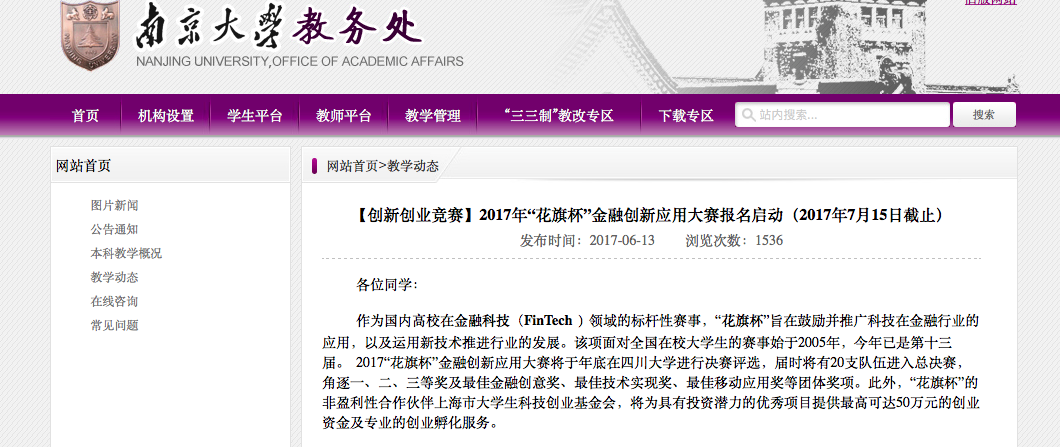 旧版网站
南京大学教务处
NANJING UNIVERSITY,OFFICE OF ACADEMIC AFFAIRS
首页 机构设置 学生平台 教师平台 教学管理 “三三制”教改专区 下载专区 站内搜索... 搜索
网站首页
图片新闻
公告通知
本科教学概况
教学动态
在线咨询
常见问题
网站首页>教学动态
【创新创业竞赛】2017年“花旗杯”金融创新应用大赛报名启动（2017年7月15日截止）
发布时间：2017-06-13 浏览次数：1536
各位同学：
作为国内高校在金融科技（FinTech ）领域的标杆性赛事，“花旗杯”旨在鼓励并推广科技在金融行业的
应用，以及运用新技术推进行业的发展。该项面对全国在校大学生的赛事始于2005年，今年已是第十三
届。 2017“花旗杯”金融创新应用大赛将于年底在四川大学进行决赛评选，届时将有20支队伍进入总决赛，
角逐一、二、三等奖及最佳金融创意奖、最佳技术实现奖、最佳移动应用奖等团体奖项。此外，“花旗杯”的
非盈利性合作伙伴上海市大学生科技创业基金会，将为具有投资潜力的优秀项目提供最高可达50万元的创业
资金及专业的创业孵化服务。